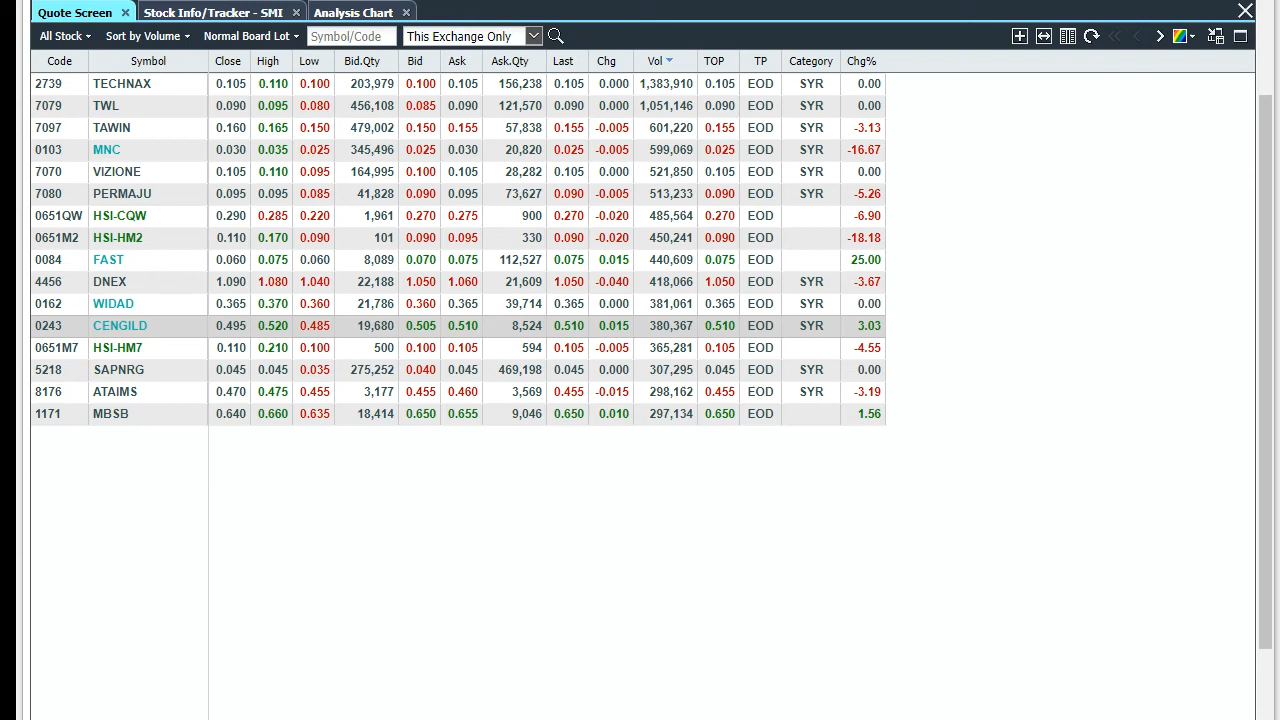 Quote Screen × Stock Info/Tracker - SMI × Analysis Chart ×
All Stock Sort by Volume Normal Board Lot Symbol/Code This Exchange Only
Code Symbol Close High Low Bid.Qty Bid Ask Ask.Qty Last Chg Vol TOP TP Category Chg%
2739 TECHNAX 0.105 0.110 0.100 203,979 0.100 0.105 156,238 0.105 0.000 1,383,910 0.105 EOD SYR 0.00
7079 TWL 0.090 0.095 0.080 456,108 0.085 0.090 121,570 0.090 0.000 1,051,146 0.090 EOD SYR 0.00
7097 TAWIN 0.160 0.165 0.150 479,002 0.150 0.155 57,838 0.155 -0.005 601,220 0.155 EOD SYR -3.13
0103 MNC 0.030 0.035 0.025 345,496 0.025 0.030 20,820 0.025 -0.005 599,069 0.025 EOD SYR -16.67
7070 VIZIONE 0.105 0.110 0.095 164,995 0.100 0.105 28,282 0.105 0.000 521,850 0.105 EOD SYR 0.00
7080 PERMAJU 0.095 0.095 0.085 41,828 0.090 0.095 73,627 0.090 -0.005 513,233 0.090 EOD SYR -5.26
0651QW HSI-CQW 0.290 0.285 0.220 1,961 0.270 0.275 900 0.270 -0.020 485,564 0.270 EOD -6.90
0651M2 HSI-HM2 0.110 0.170 0.090 101 0.090 0.095 330 0.090 -0.020 450,241 0.090 EOD -18.18
0084 FAST 0.060 0.075 0.060 8,089 0.070 0.075 112,527 0.075 0.015 440,609 0.075 EOD 25.00
4456 DNEX 1.090 1.080 1.040 22,188 1.050 1.060 21,609 1.050 -0.040 418,066 1.050 EOD SYR -3.67
0162 WIDAD 0.365 0.370 0.360 21,786 0.360 0.365 39,714 0.365 0.000 381,061 0.365 EOD SYR 0.00
0243 CENGILD 0.495 0.520 0.485 19,680 0.505 0.510 8,524 0.510 0.015 380,367 0.510 EOD SYR 3.03
0651M7 HSI-HM7 0.110 0.210 0.100 500 0.100 0.105 594 0.105 -0.005 365,281 0.105 EOD -4.55
5218 SAPNRG 0.045 0.045 0.035 275,252 0.040 0.045 469,198 0.045 0.000 307,295 0.045 EOD SYR 0.00
8176 ATAIMS 0.470 0.475 0.455 3,177 0.455 0.460 3,569 0.455 -0.015 298,162 0.455 EOD SYR -3.19
1171 MBSB 0.640 0.660 0.635 18,414 0.650 0.655 9,046 0.650 0.010 297,134 0.650 EOD 1.56